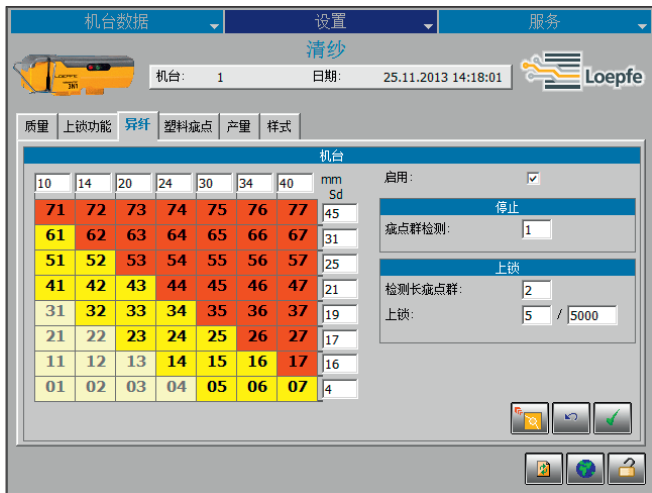 机台数据 设置 服务
清纱
LOEPFE 3N1 机台: 1 日期: 25.11.2013 14:18:01 Loepfe
质量 上锁功能 异纤 塑料疵点 产量 样式
机台
10 14 20 24 30 34 40 mm
Sd
71 72 73 74 75 76 77 45
61 62 63 64 65 66 67 31
51 52 53 54 55 56 57 25
41 42 43 44 45 46 47 21
31 32 33 34 35 36 37 19
21 22 23 24 25 26 27 17
11 12 13 14 15 16 17 16
01 02 03 04 05 06 07 4
启用:
停止
疵点群检测: 1
上锁
检测长疵点群: 2
上锁: 5 / 5000